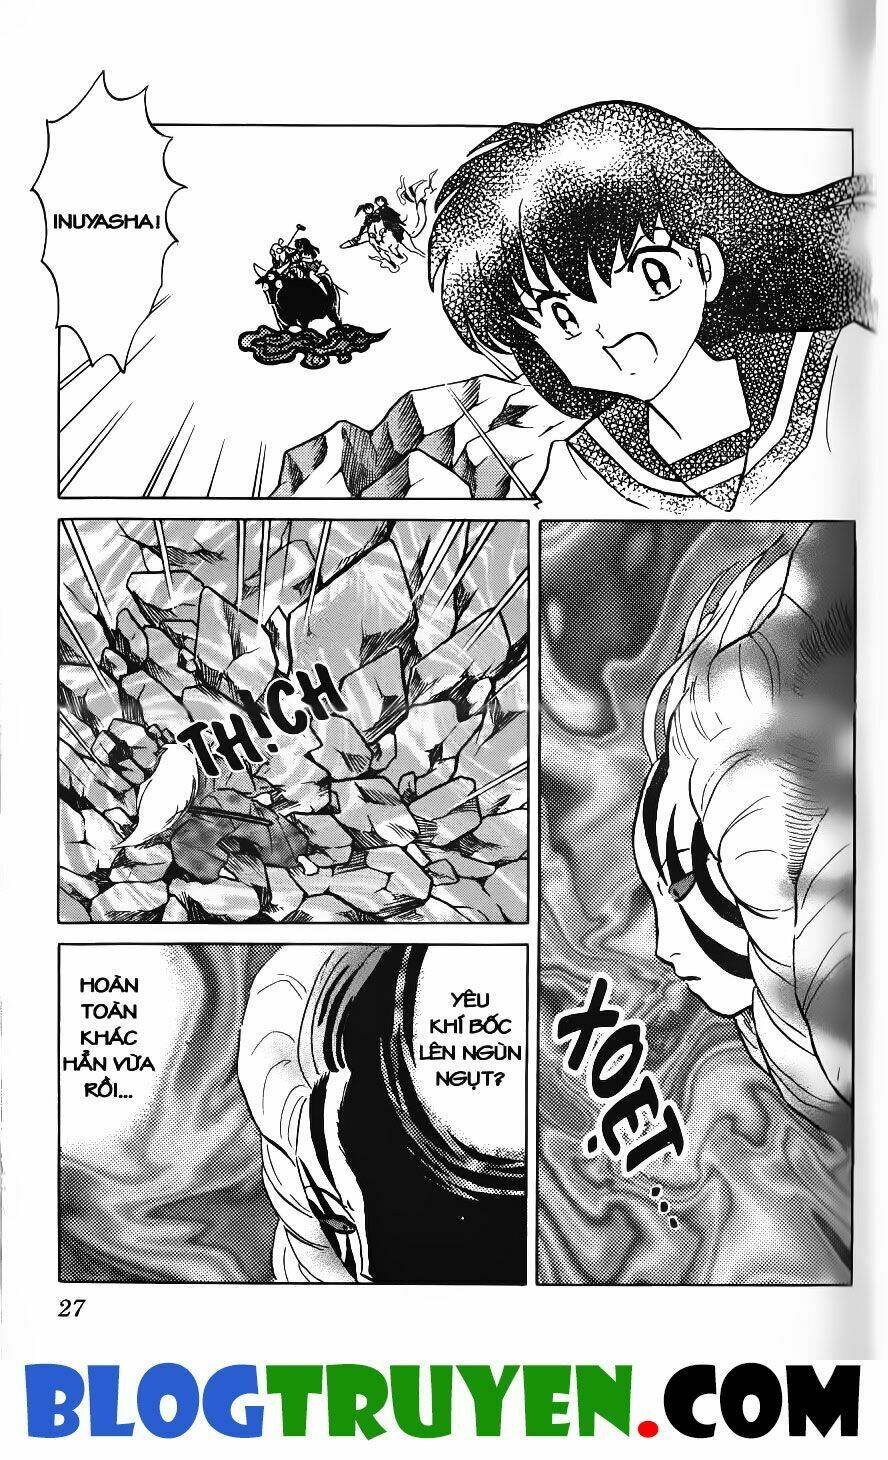 INUYASHA!
THỊCH
XOẸT...
YÊU
KHÍ BỐC
LÊN NGÙN
NGỤT?
HOÀN
TOÀN
KHÁC
HẲN VỪA
RỒI...
27
BLOGTRUYEN.COM